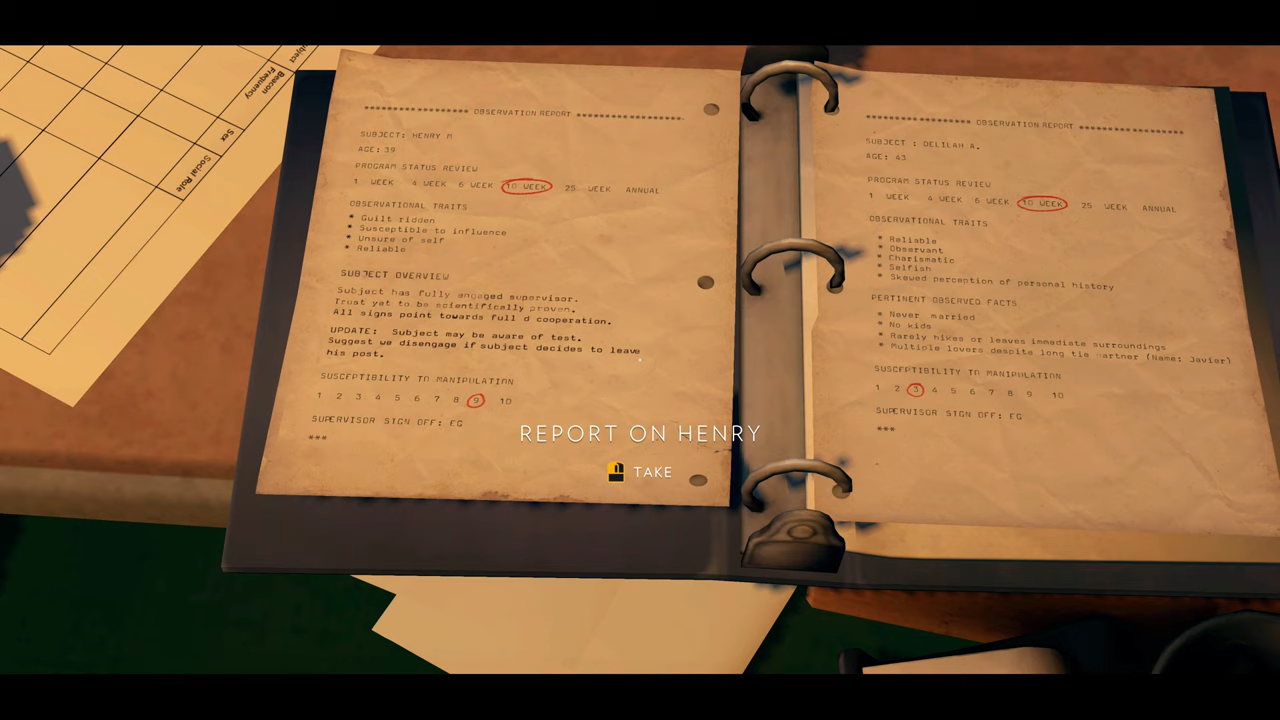 Subject
Beacon
Frequency
Sex
Social Role
****************** OBSERVATION REPORT ******************
SUBJECT: HENRY M
AGE: 39
PROGRAM STATUS REVIEW
1 WEEK 4 WEEK 6 WEEK 10 WEEK 25 WEEK ANNUAL
OBSERVATIONAL TRAITS
* Guilt ridden
* Susceptible to influence
* Unsure of self
* Reliable
SUBJECT OVERVIEW
Subject has fully engaged supervisor.
Trust yet to be scientifically proven.
All signs point towards full d cooperation.
UPDATE: Subject may be aware of test.
Suggest we disengage if subject decides to leave
his post.
SUSCEPTIBILITY TO MANIPULATION
1 2 3 4 5 6 7 8 9 10
SUPERVISOR SIGN OFF: FG
***
****************** OBSERVATION REPORT ******************
SUBJECT : DELILAH A.
AGE: 43
PROGRAM STATUS REVIEW
1 WEEK 4 WEEK 6 WEEK 10 WEEK 25 WEEK ANNUAL
OBSERVATIONAL TRAITS
* Reliable
* Observant
* Charismatic
* Selfish
* Skewed perception of personal history
PERTINENT OBSERVED FACTS
* Never married
* No kids
* Rarely hikes or leaves immediate surroundings
* Multiple lovers despite long tie partner (Name: Javier)
SUSCEPTIBILITY TO MANIPULATION
1 2 3 4 5 6 7 8 9 10
SUPERVISOR SIGN OFF: FG
***
REPORT ON HENRY
TAKE